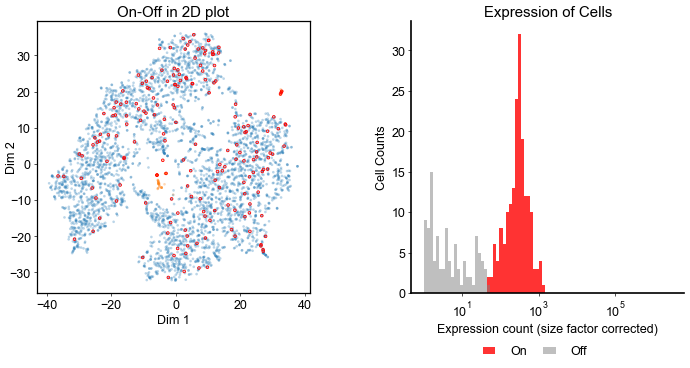 On-Off in 2D plot
Dim 2
30
20
10
0
−10
−20
−30
−40
−20
0
20
40
Dim 1
Expression of Cells
Cell Counts
30
25
20
15
10
5
0
10^1
10^3
10^5
Expression count (size factor corrected)
On
Off